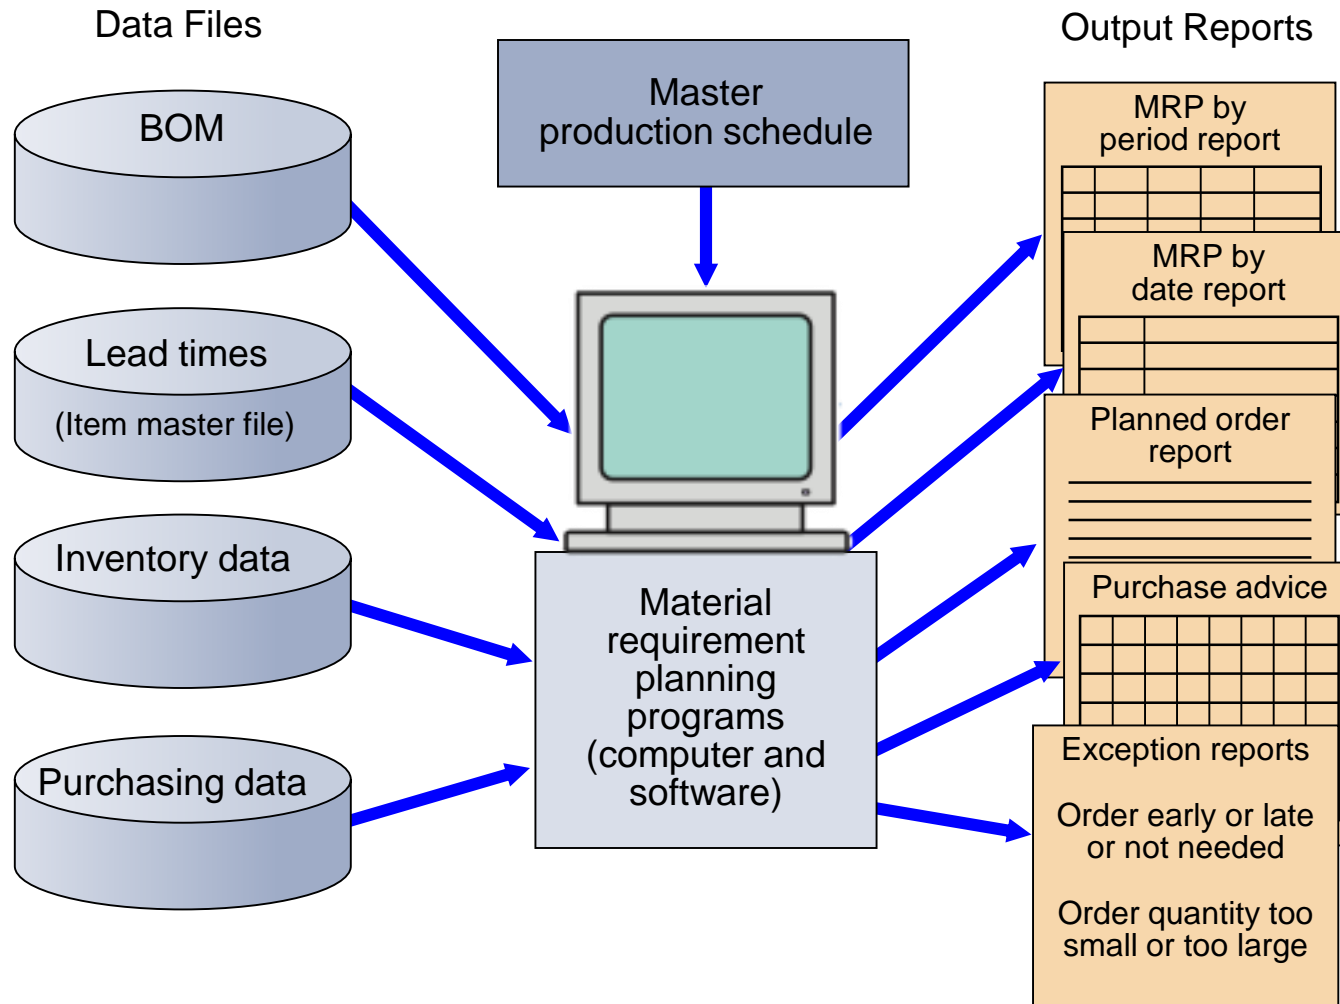 Data Files
BOM
Lead times
(Item master file)
Inventory data
Purchasing data
Master
production schedule
Material
requirement
planning
programs
(computer and
software)
Output Reports
MRP by
period report
MRP by
date report
Planned order
report
Purchase advice
Exception reports
Order early or late
or not needed
Order quantity too
small or too large